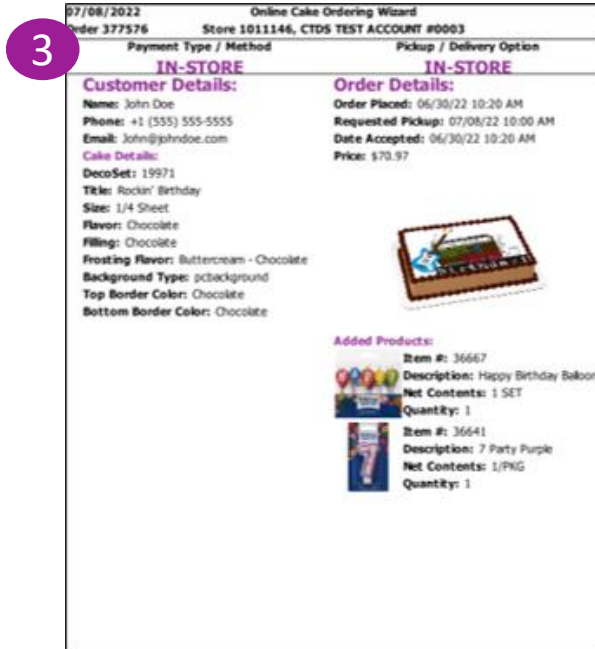 3
07/08/2022 Online Cake Ordering Wizard
Order 377576 Store 1011146, CTDS TEST ACCOUNT #0003
Payment Type / Method Pickup / Delivery Option
IN-STORE IN-STORE
Customer Details:
Name: John Doe
Phone: +1 (555) 555-5555
Email: John@johndoe.com
Cake Details:
DecoSet: 19971
Title: Rockin' Birthday
Size: 1/4 Sheet
Flavor: Chocolate
Filling: Chocolate
Frosting Flavor: Buttercream - Chocolate
Background Type: pcbackground
Top Border Color: Chocolate
Bottom Border Color: Chocolate
Order Details:
Order Placed: 06/30/22 10:20 AM
Requested Pickup: 07/08/22 10:00 AM
Date Accepted: 06/30/22 10:20 AM
Price: $70.97
Added Products:
Item #: 36667
Description: Happy Birthday Balloon
Net Contents: 1 SET
Quantity: 1
7
Item #: 36641
Description: 7 Party Purple
Net Contents: 1/PKG
Quantity: 1